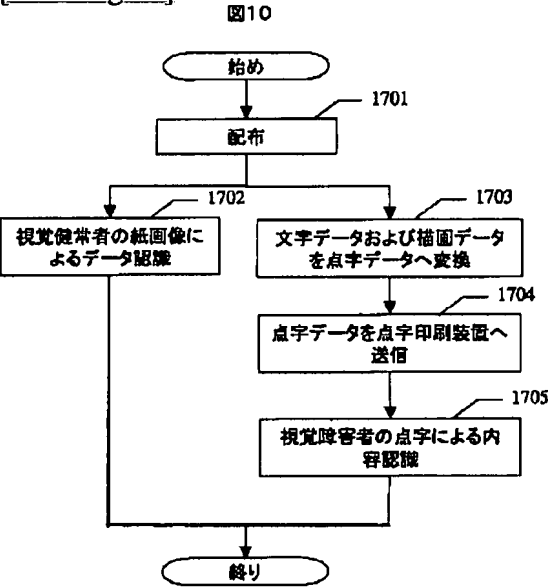 図10
始め
1701
配布
1702
視覚健常者の紙画像に
よるデータ認識
1703
文字データおよび描画データ
を点字データへ変換
1704
点字データを点字印刷装置へ
送信
1705
視覚障害者の点字による内
容認識
終り